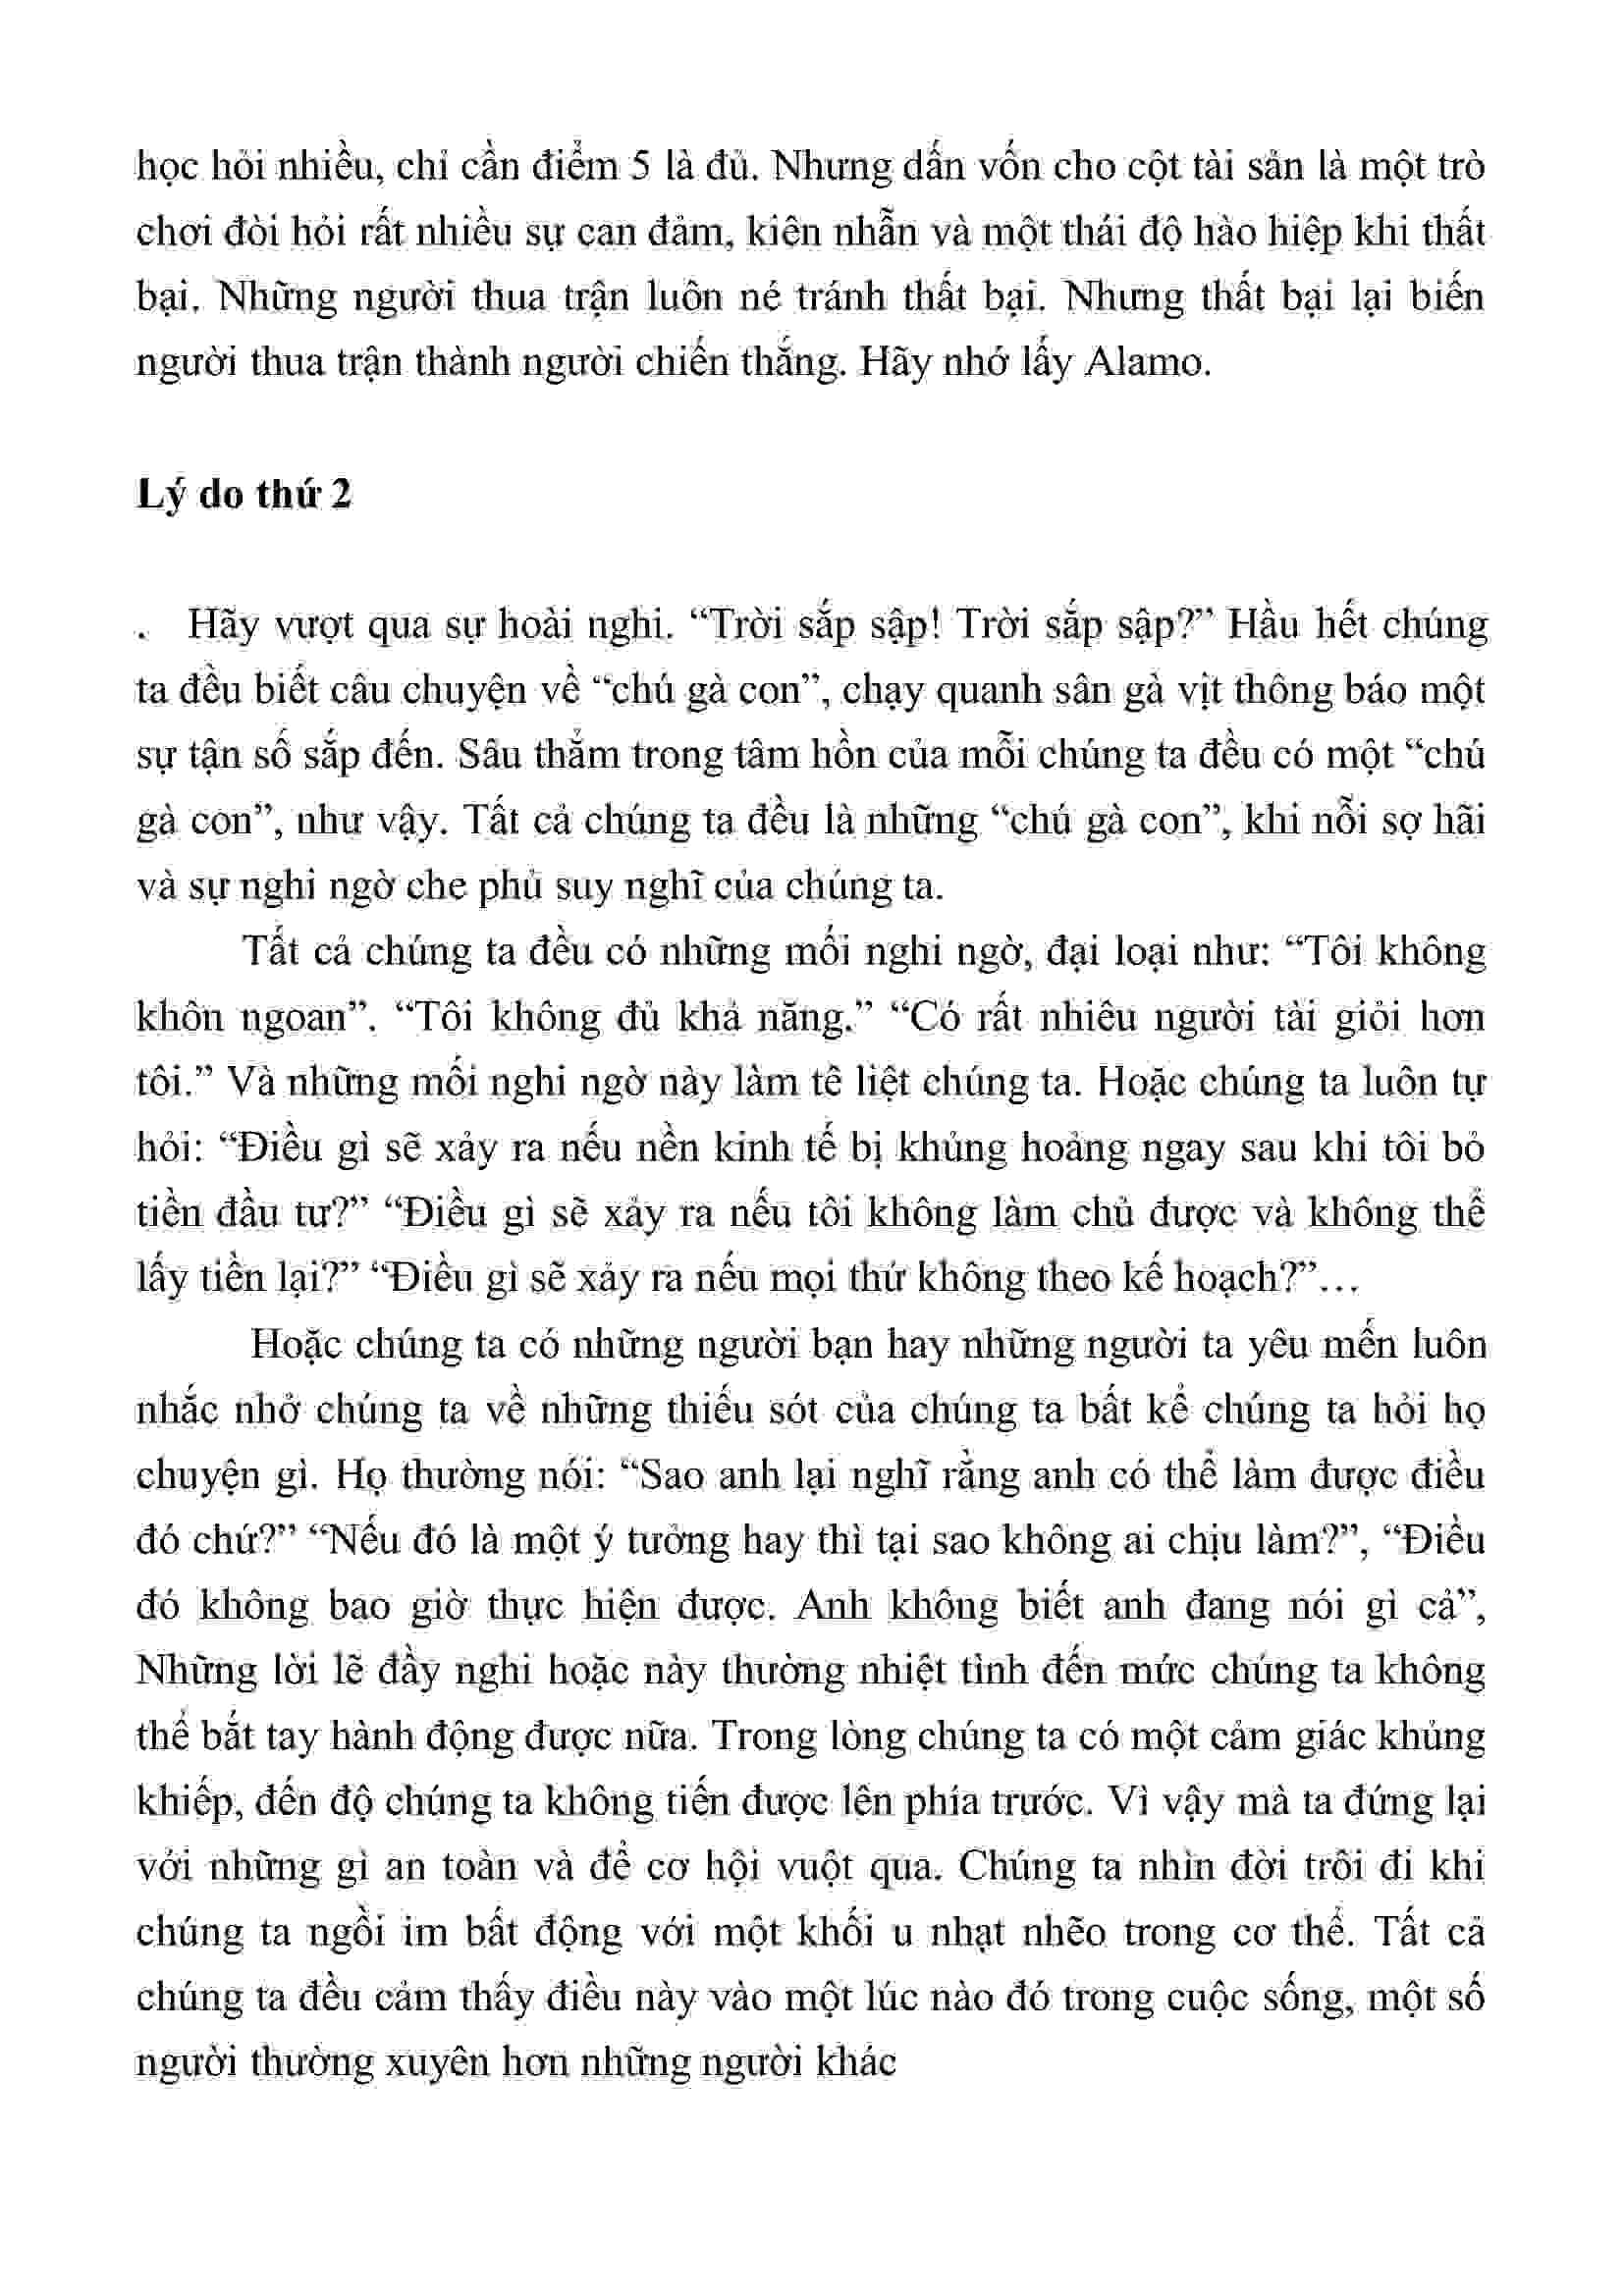 học hỏi nhiều, chỉ cần điểm 5 là đủ. Nhưng dấn vốn cho cột tài sản là một trò
chơi đòi hỏi rất nhiều sự can đảm, kiên nhẫn và một thái độ hào hiệp khi thất
bại. Những người thua trận luôn né tránh thất bại. Nhưng thất bại lại biến
người thua trận thành người chiến thắng. Hãy nhớ lấy Alamo.
Lý do thứ 2
. Hãy vượt qua sự hoài nghi. “Trời sắp sập! Trời sắp sập?” Hầu hết chúng
ta đều biết câu chuyện về “chú gà con”, chạy quanh sân gà vịt thông báo một
sự tận số sắp đến. Sâu thẳm trong tâm hồn của mỗi chúng ta đều có một “chú
gà con”, như vậy. Tất cả chúng ta đều là những “chú gà con”, khi nỗi sợ hãi
và sự nghi ngờ che phủ suy nghĩ của chúng ta.
Tất cả chúng ta đều có những mối nghi ngờ, đại loại như: “Tôi không
khôn ngoan”. “Tôi không đủ khả năng.” “Có rất nhiêu người tài giỏi hơn
tôi.” Và những mối nghi ngờ này làm tê liệt chúng ta. Hoặc chúng ta luôn tự
hỏi: “Điều gì sẽ xảy ra nếu nền kinh tế bị khủng hoảng ngay sau khi tôi bỏ
tiền đầu tư?” “Điều gì sẽ xảy ra nếu tôi không làm chủ được và không thể
lấy tiền lại?” “Điều gì sẽ xảy ra nếu mọi thứ không theo kế hoạch?”…
Hoặc chúng ta có những người bạn hay những người ta yêu mến luôn
nhắc nhở chúng ta về những thiếu sót của chúng ta bất kể chúng ta hỏi họ
chuyện gì. Họ thường nói: “Sao anh lại nghĩ rằng anh có thể làm được điều
đó chứ?” “Nếu đó là một ý tưởng hay thì tại sao không ai chịu làm?”, “Điều
đó không bao giờ thực hiện được. Anh không biết anh đang nói gì cả”,
Những lời lẽ đầy nghi hoặc này thường nhiệt tình đến mức chúng ta không
thể bắt tay hành động được nữa. Trong lòng chúng ta có một cảm giác khủng
khiếp, đến độ chúng ta không tiến được lên phía trước. Vì vậy mà ta đứng lại
với những gì an toàn và để cơ hội vuột qua. Chúng ta nhìn đời trôi đi khi
chúng ta ngồi im bất động với một khối u nhạt nhẽo trong cơ thể. Tất cả
chúng ta đều cảm thấy điều này vào một lúc nào đó trong cuộc sống, một số
người thường xuyên hơn những người khác